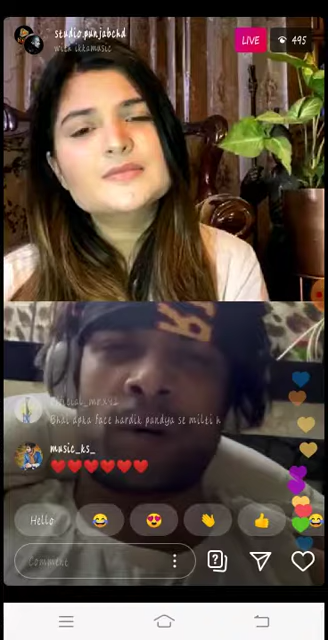 studio.punjabchd
with ikkamusic
LIVE
495
Bhai apka face hardik pandya se milti h
music_ks_
Hello
Comment